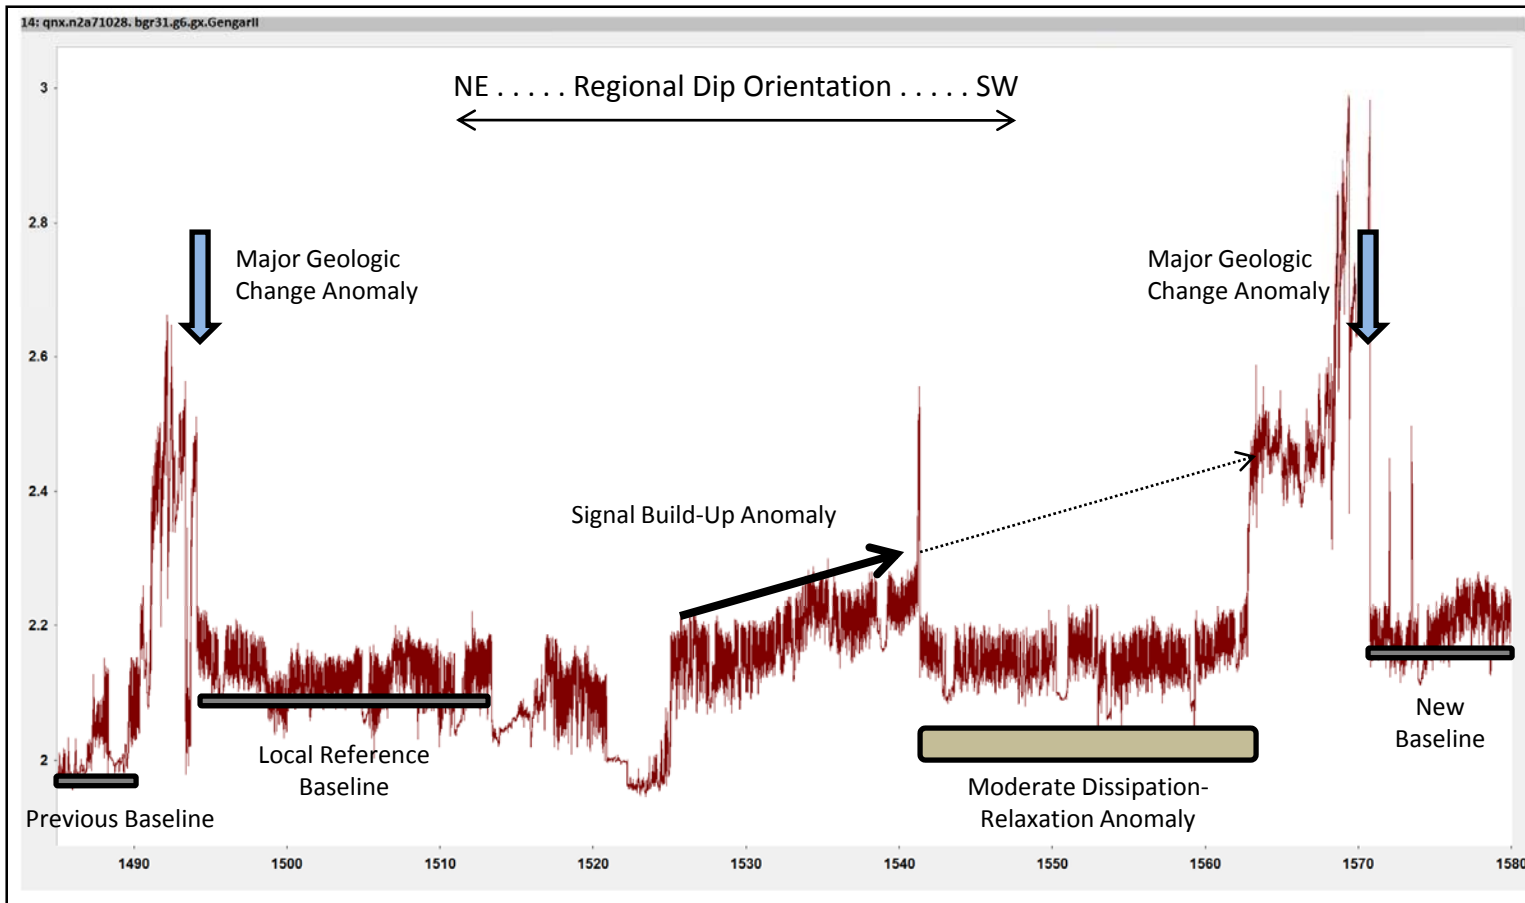 14: qnx.n2a71028. bgr31.g6.gx.GengarII
NE . . . . . Regional Dip Orientation . . . . . SW
3
2.8
2.6
2.4
2.2
2
Major Geologic
Change Anomaly
Major Geologic
Change Anomaly
Signal Build-Up Anomaly
Local Reference
Baseline
Previous Baseline
Moderate Dissipation-
Relaxation Anomaly
New
Baseline
1490
1500
1510
1520
1530
1540
1550
1560
1570
1580